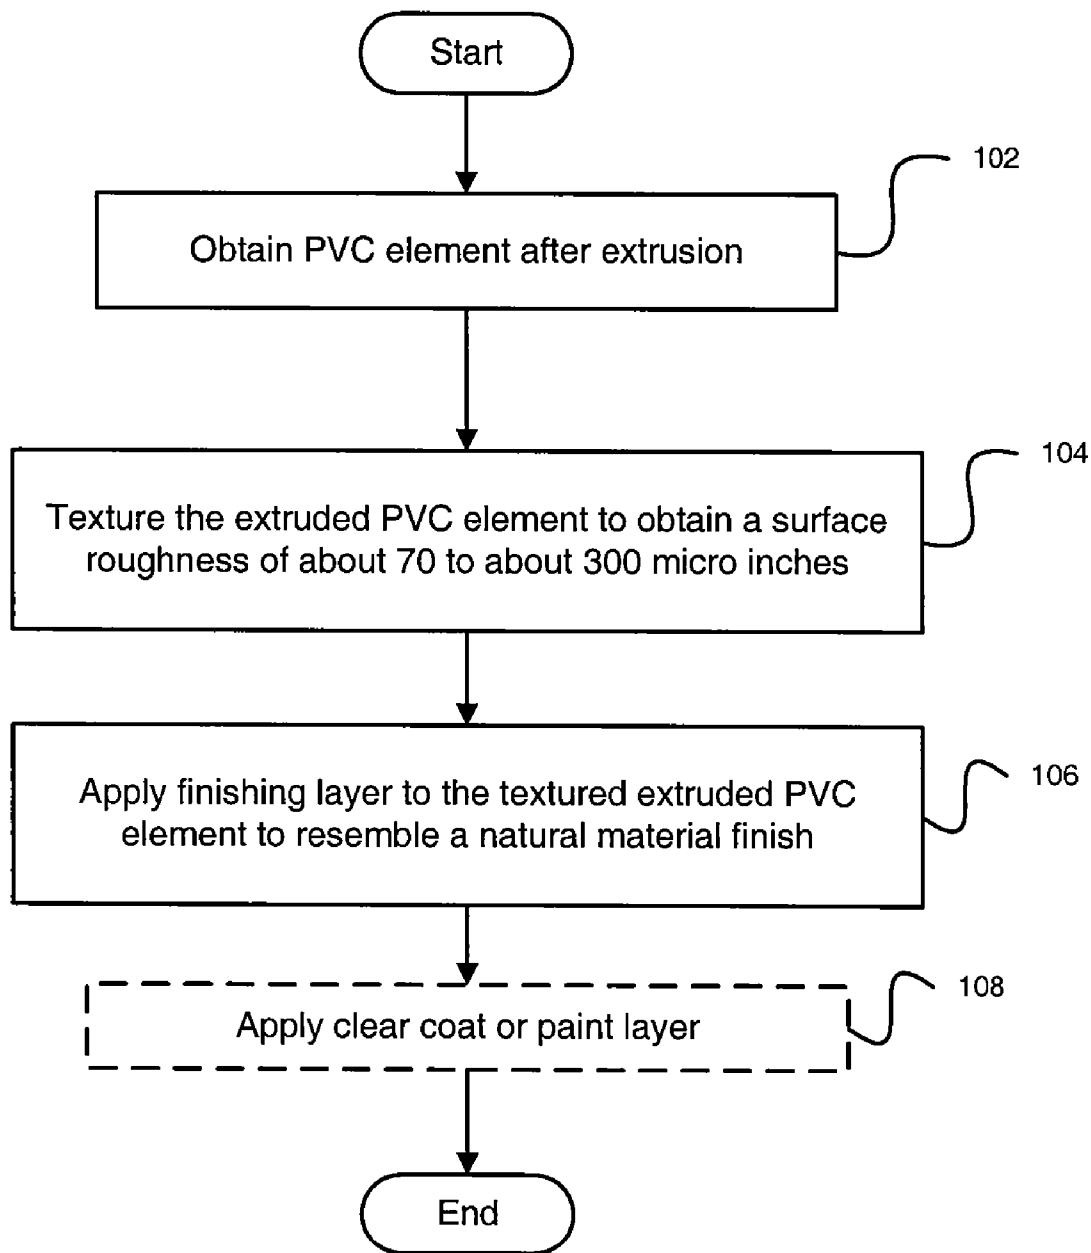 Start
102
Obtain PVC element after extrusion
104
Texture the extruded PVC element to obtain a surface
roughness of about 70 to about 300 micro inches
106
Apply finishing layer to the textured extruded PVC
element to resemble a natural material finish
108
Apply clear coat or paint layer
End